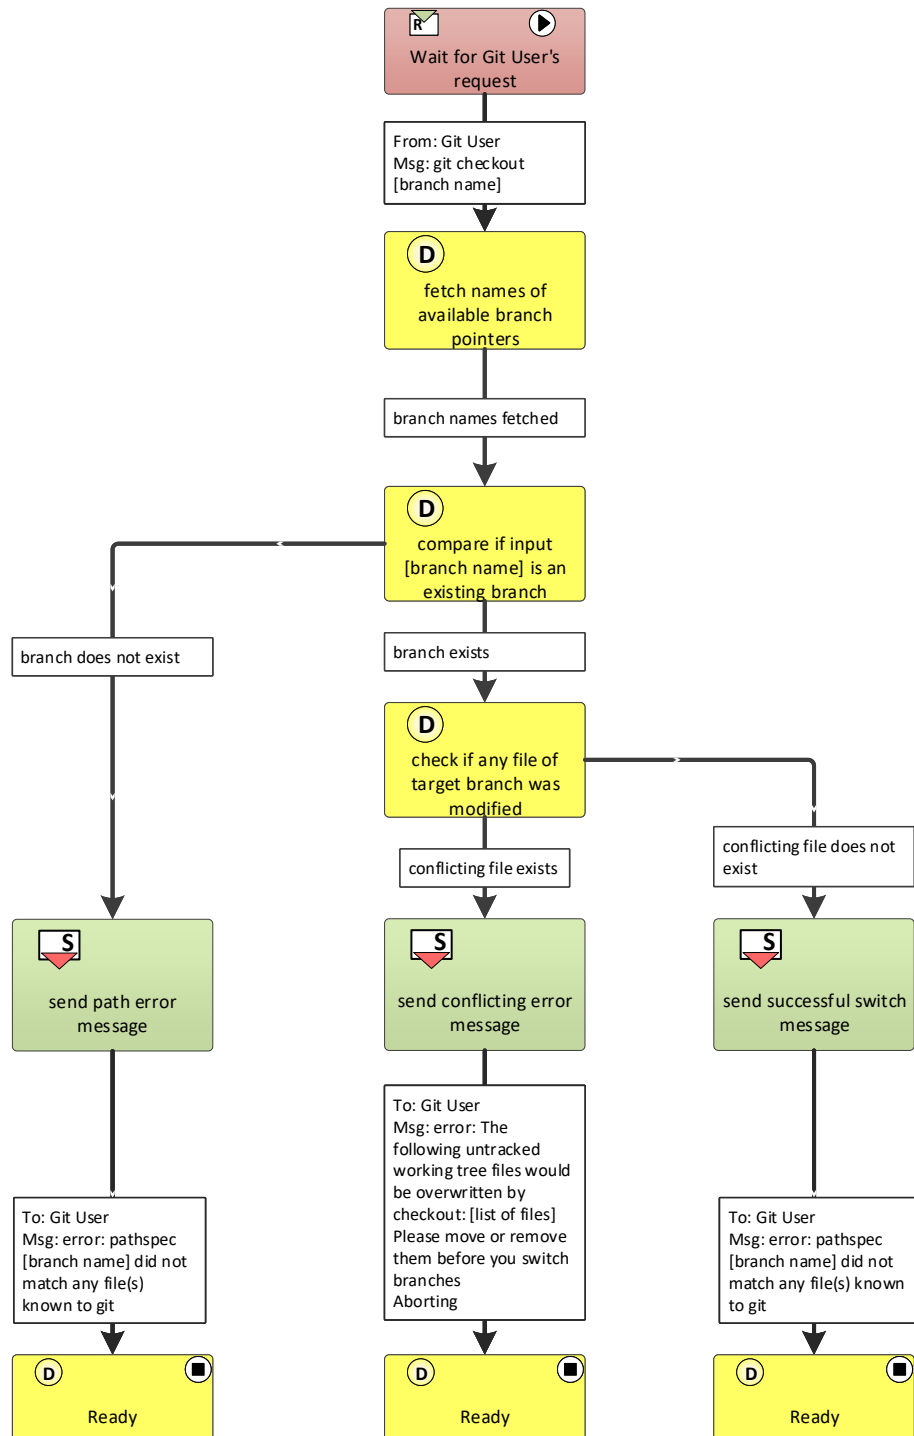 R
Wait for Git User's
request
From: Git User
Msg: git checkout
[branch name]
D
fetch names of
available branch
pointers
branch names fetched
D
compare if input
[branch name] is an
existing branch
branch does not exist
branch exists
D
check if any file of
target branch was
modified
conflicting file exists
conflicting file does not
exist
S
send path error
message
S
send conflicting error
message
S
send successful switch
message
To: Git User
Msg: error: pathspec
[branch name] did not
match any file(s)
known to git
To: Git User
Msg: error: The
following untracked
working tree files would
be overwritten by
checkout: [list of files]
Please move or remove
them before you switch
branches
Aborting
To: Git User
Msg: error: pathspec
[branch name] did not
match any file(s) known
to git
D
Ready
D
Ready
D
Ready